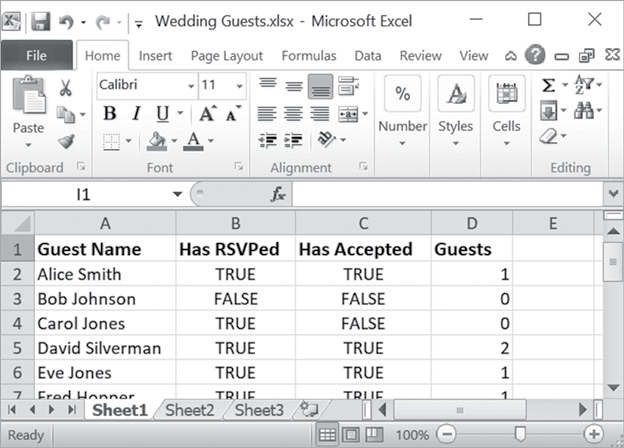 Wedding Guests.xlsx - Microsoft Excel
File Home Insert Page Layout Formulas Data Review View
Calibri 11
Paste B I U A A A % Number Styles Cells Σ A Z
Clipboard Font Alignment Editing
I1 fx
A B C D E
1 Guest Name Has RSVPed Has Accepted Guests
2 Alice Smith TRUE TRUE 1
3 Bob Johnson FALSE FALSE 0
4 Carol Jones TRUE FALSE 0
5 David Silverman TRUE TRUE 2
6 Eve Jones TRUE TRUE 1
7 Fred Hopper TRUE TRUE 1
Sheet1 Sheet2 Sheet3
Ready 100%